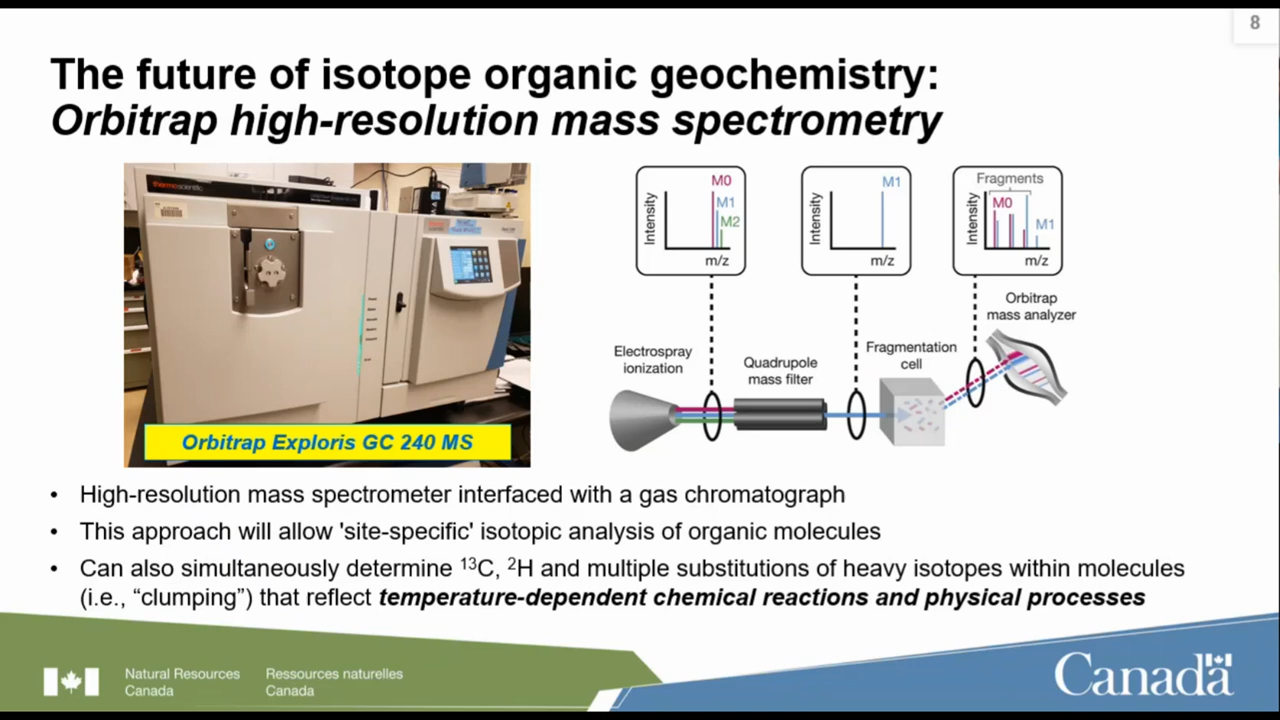 8
The future of isotope organic geochemistry:
Orbitrap high-resolution mass spectrometry
thermo scientific
Orbitrap Exploris GC 240 MS
Intensity
M0
M1
M2
m/z
Intensity
M1
m/z
Fragments
Intensity
M0
M1
m/z
Electrospray
ionization
Quadrupole
mass filter
Fragmentation
cell
Orbitrap
mass analyzer
• High-resolution mass spectrometer interfaced with a gas chromatograph
• This approach will allow 'site-specific' isotopic analysis of organic molecules
• Can also simultaneously determine ¹³C, ²H and multiple substitutions of heavy isotopes within molecules
(i.e., “clumping”) that reflect temperature-dependent chemical reactions and physical processes
Natural Resources
Canada
Ressources naturelles
Canada
Canada